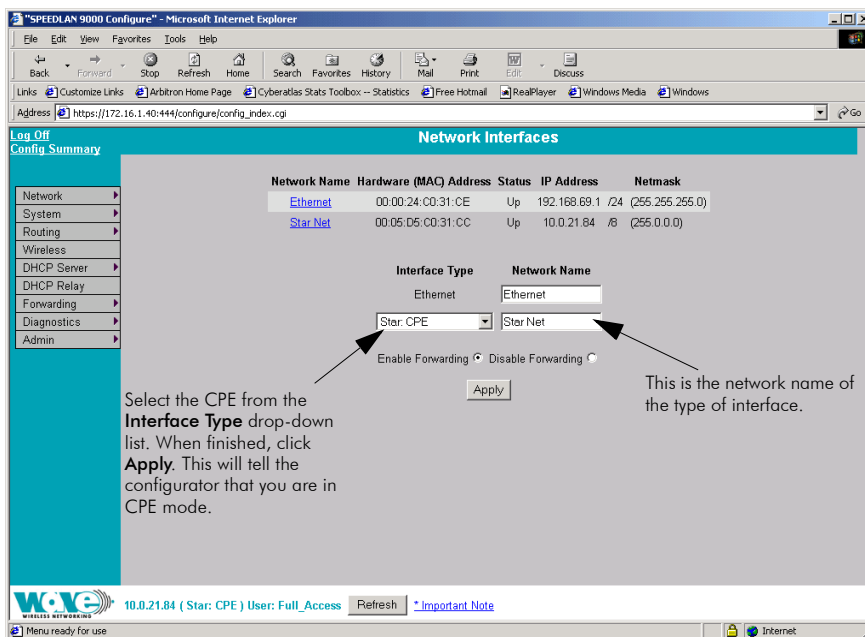 "SPEEDLAN 9000 Configure" - Microsoft Internet Explorer
File Edit View Favorites Tools Help
Back Forward Stop Refresh Home Search Favorites History Mail Print Edit Discuss
Links Customize Links Arbitron Home Page Cyberatlas Stats Toolbox -- Statistics Free Hotmail RealPlayer Windows Media Windows
Address https://172.16.1.40:444/configure/config_index.cgi Go
Log Off
Config Summary
Network Interfaces
Network
System
Routing
Wireless
DHCP Server
DHCP Relay
Forwarding
Diagnostics
Admin
Network Name Hardware (MAC) Address Status IP Address Netmask
Ethernet 00:00:24:C0:31:CE Up 192.168.69.1 /24 (255.255.255.0)
Star Net 00:05:D5:C0:31:CC Up 10.0.21.84 /8 (255.0.0.0)
Interface Type Network Name
Ethernet Ethernet
Star: CPE Star Net
Enable Forwarding Disable Forwarding
Apply
Select the CPE from the
Interface Type drop-down
list. When finished, click
Apply. This will tell the
configurator that you are in
CPE mode.
This is the network name of
the type of interface.
WAVE
WIRELESS NETWORKING
10.0.21.84 ( Star: CPE ) User: Full_Access Refresh * Important Note
Menu ready for use Internet